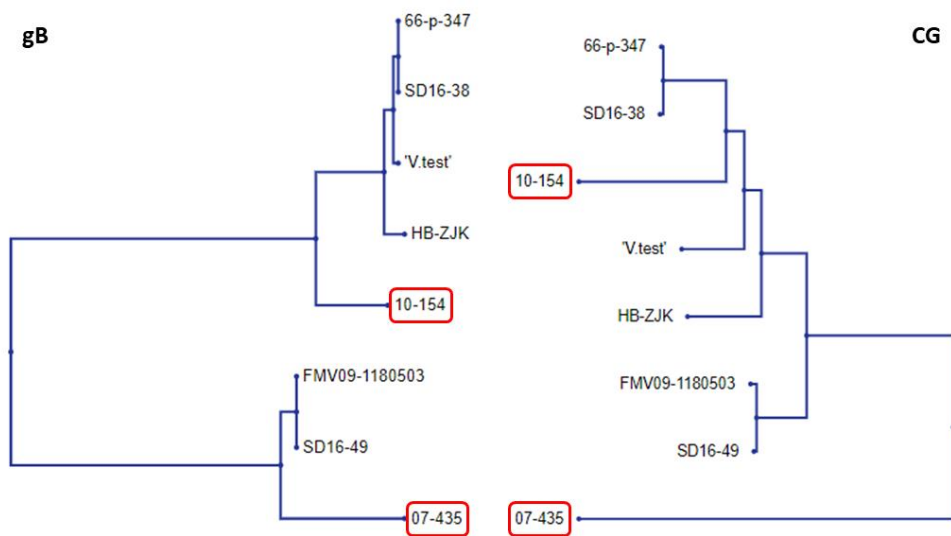 gB
66-p-347
SD16-38
'V.test'
HB-ZJK
10-154
FMV09-1180503
SD16-49
07-435
CG
66-p-347
SD16-38
10-154
'V.test'
HB-ZJK
FMV09-1180503
SD16-49
07-435